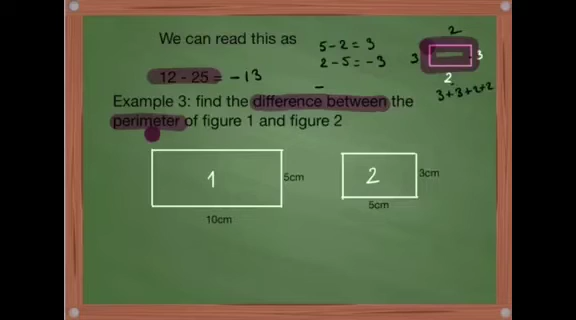 We can read this as
5-2=3
2-5=-3
12 - 25 = -13
2
3
3
2
3+3+2+2
Example 3: find the difference between the
perimeter of figure 1 and figure 2
1
5cm
10cm
2
3cm
5cm